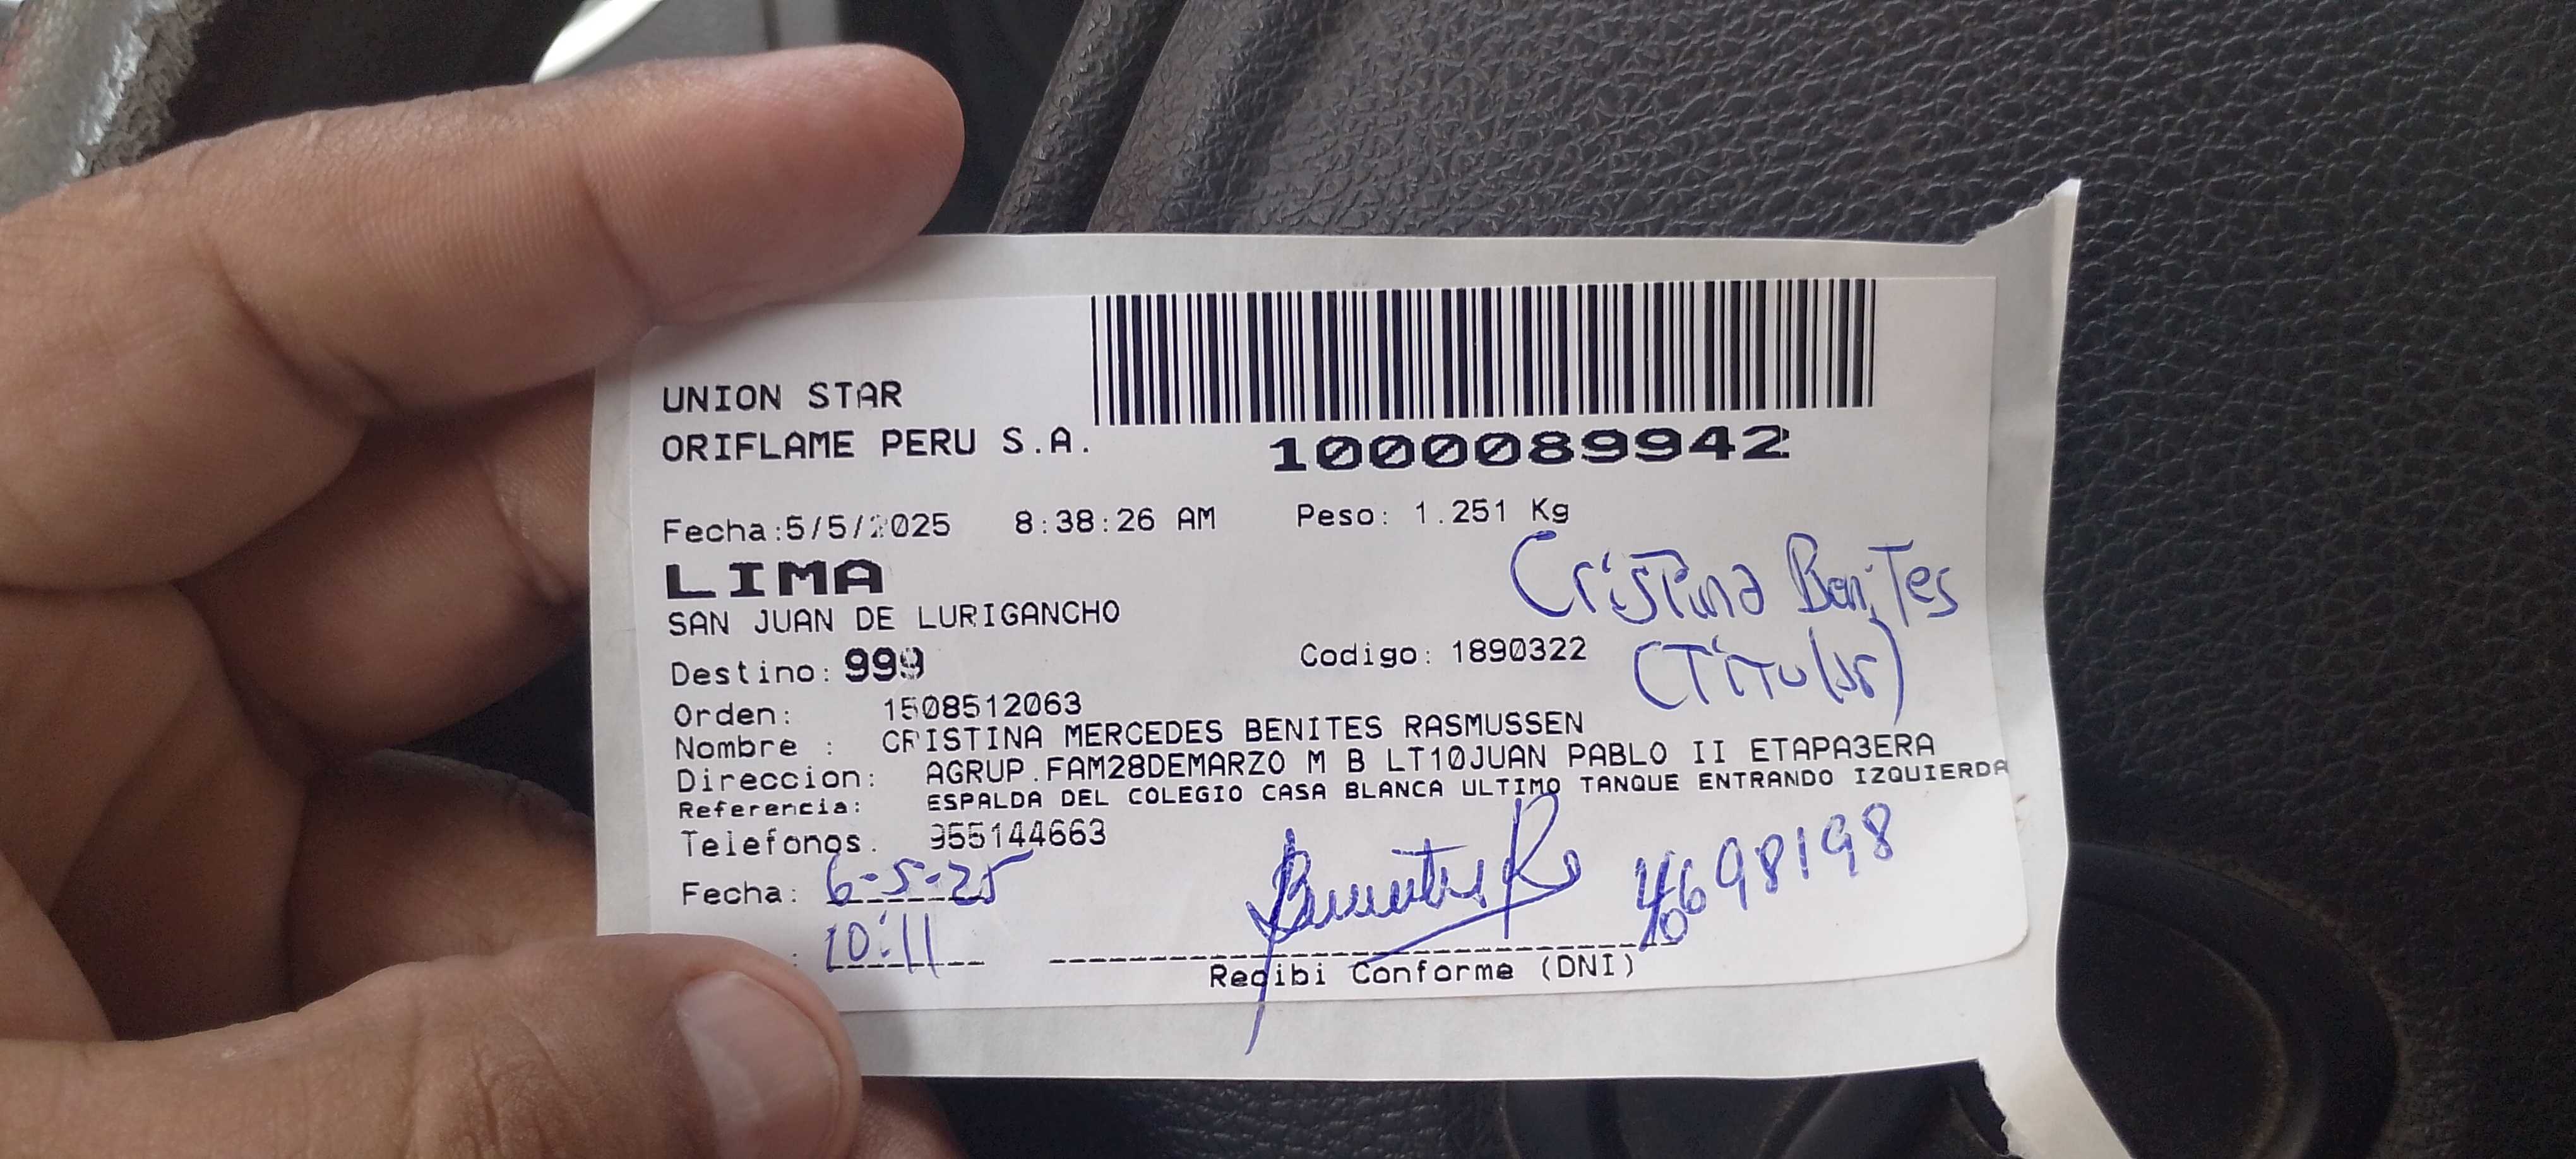 UNION STAR
ORIFLAME PERU S.A.
1000089942
Fecha:5/5/2025 8:38:26 AM Peso: 1.251 Kg
LIMA
Cristina Benites
SAN JUAN DE LURIGANCHO
Destino: 999 Codigo: 1890322
(Titular)
Orden: 1508512063
Nombre : CRISTINA MERCEDES BENITES RASMUSSEN
Direccion: AGRUP.FAM28DEMARZO M B LT10JUAN PABLO II ETAPA3ERA
Referencia: ESPALDA DEL COLEGIO CASA BLANCA ULTIMO TANQUE ENTRANDO IZQUIERDA
Telefonos. 955144663
Fecha: 6-5-25
: 10:11
Recibi Conforme (DNI)